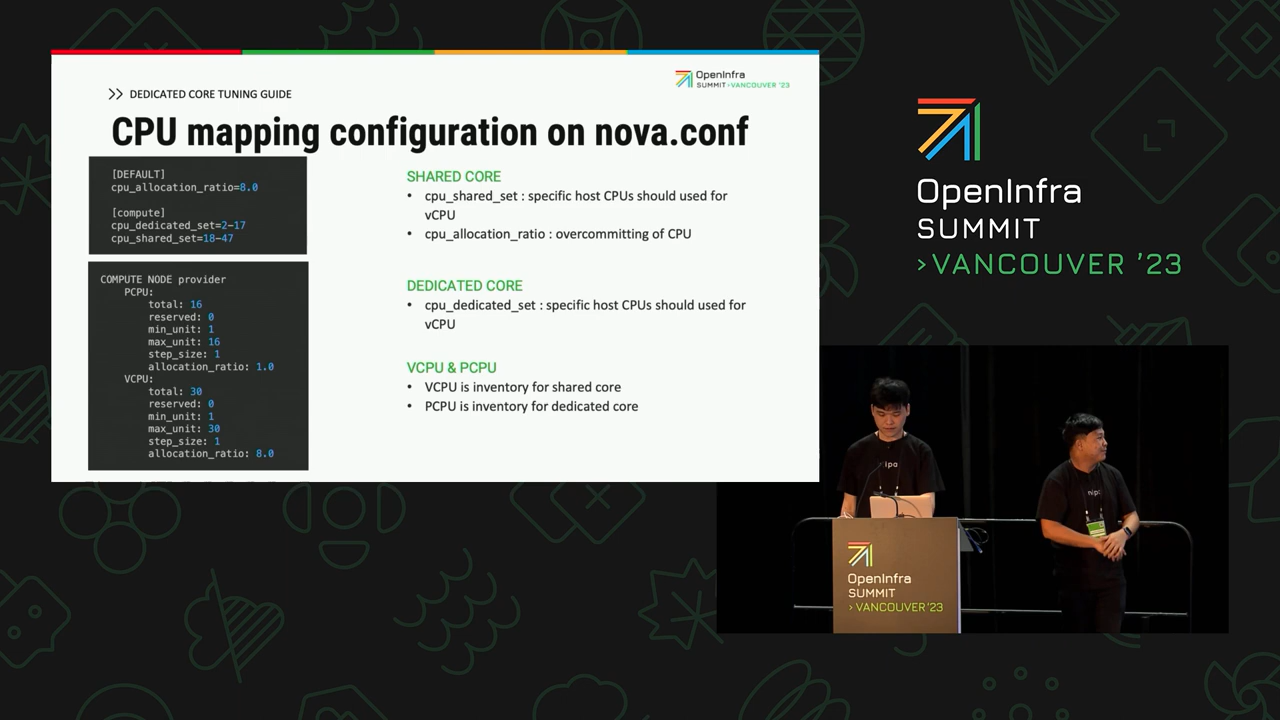 >> DEDICATED CORE TUNING GUIDE
OpenInfra
SUMMIT >VANCOUVER '23
CPU mapping configuration on nova.conf
[DEFAULT]
cpu_allocation_ratio=8.0
[compute]
cpu_dedicated_set=2-17
cpu_shared_set=18-47
COMPUTE NODE provider
PCPU:
total: 16
reserved: 0
min_unit: 1
max_unit: 16
step_size: 1
allocation_ratio: 1.0
VCPU:
total: 30
reserved: 0
min_unit: 1
max_unit: 30
step_size: 1
allocation_ratio: 8.0
SHARED CORE
• cpu_shared_set : specific host CPUs should used for
vCPU
• cpu_allocation_ratio : overcommitting of CPU
DEDICATED CORE
• cpu_dedicated_set : specific host CPUs should used for
vCPU
VCPU & PCPU
• VCPU is inventory for shared core
• PCPU is inventory for dedicated core
OpenInfra
SUMMIT
>VANCOUVER '23
OpenInfra
SUMMIT
>VANCOUVER '23